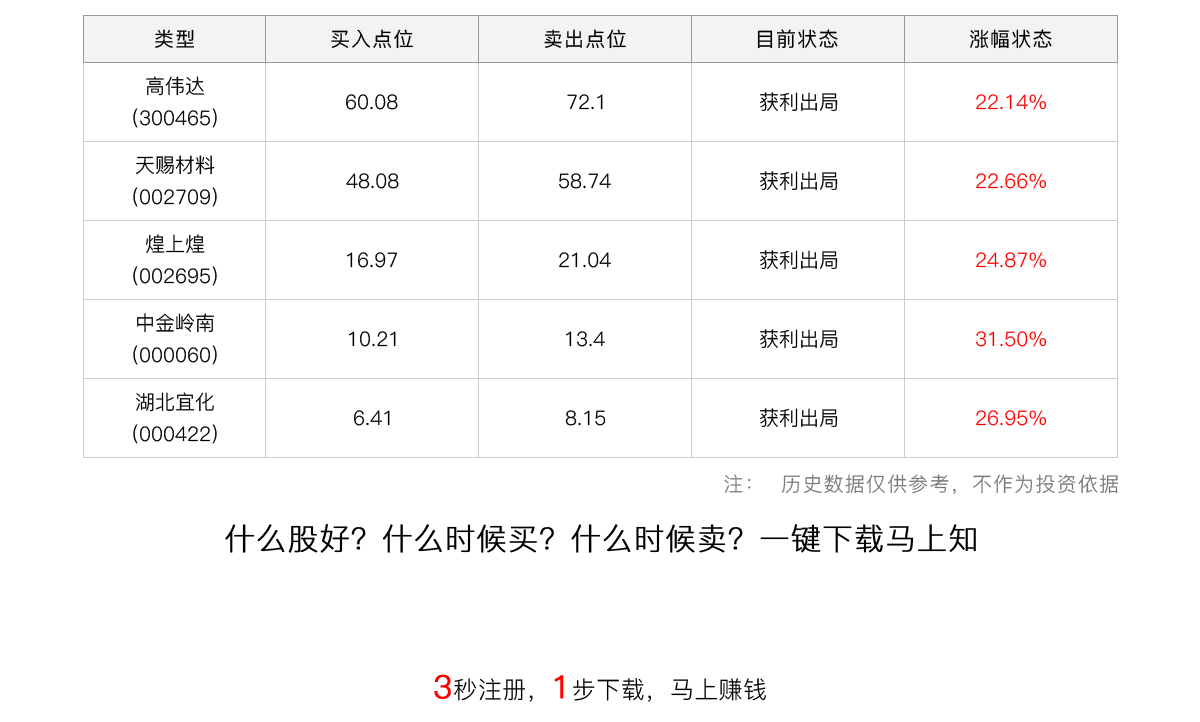 类型 买入点位 卖出点位 目前状态 涨幅状态
高伟达
(300465) 60.08 72.1 获利出局 22.14%
天赐材料
(002709) 48.08 58.74 获利出局 22.66%
煌上煌
(002695) 16.97 21.04 获利出局 24.87%
中金岭南
(000060) 10.21 13.4 获利出局 31.50%
湖北宜化
(000422) 6.41 8.15 获利出局 26.95%
注： 历史数据仅供参考，不作为投资依据
什么股好？什么时候买？什么时候卖？一键下载马上知
3秒注册，1步下载，马上赚钱